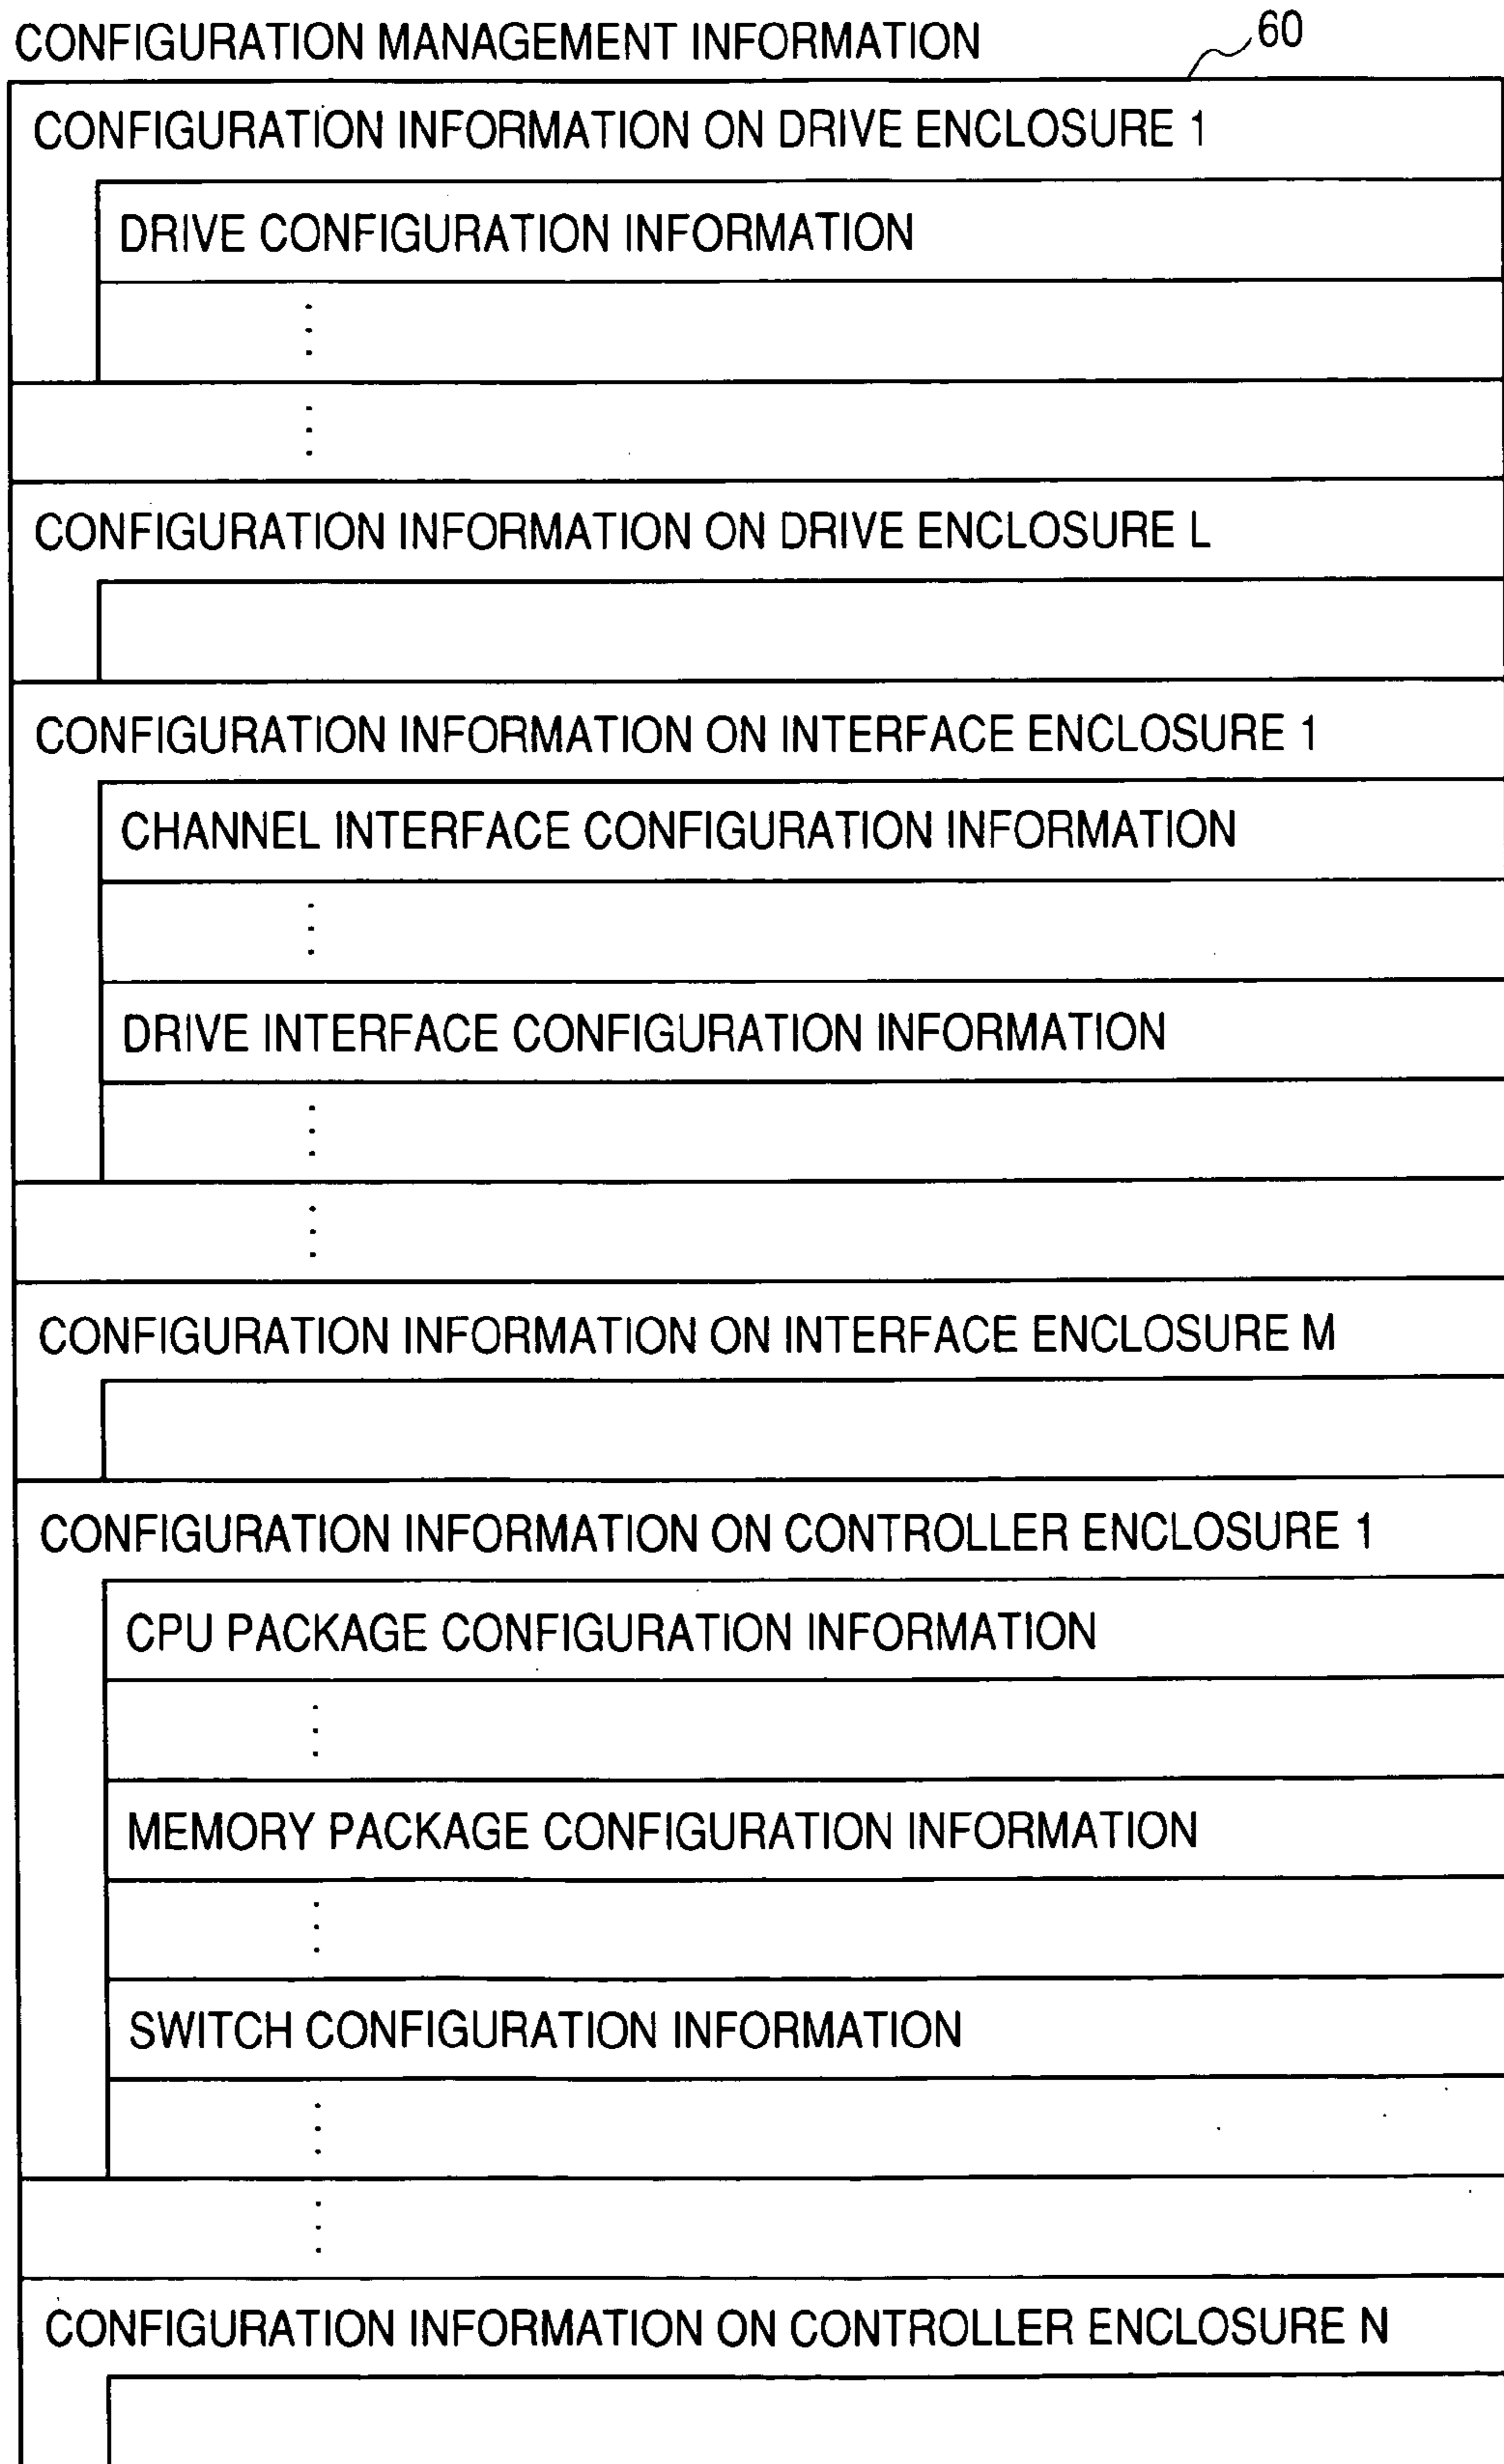 CONFIGURATION MANAGEMENT INFORMATION
60
CONFIGURATION INFORMATION ON DRIVE ENCLOSURE 1
DRIVE CONFIGURATION INFORMATION
CONFIGURATION INFORMATION ON DRIVE ENCLOSURE L
CONFIGURATION INFORMATION ON INTERFACE ENCLOSURE 1
CHANNEL INTERFACE CONFIGURATION INFORMATION
DRIVE INTERFACE CONFIGURATION INFORMATION
CONFIGURATION INFORMATION ON INTERFACE ENCLOSURE M
CONFIGURATION INFORMATION ON CONTROLLER ENCLOSURE 1
CPU PACKAGE CONFIGURATION INFORMATION
MEMORY PACKAGE CONFIGURATION INFORMATION
SWITCH CONFIGURATION INFORMATION
CONFIGURATION INFORMATION ON CONTROLLER ENCLOSURE N